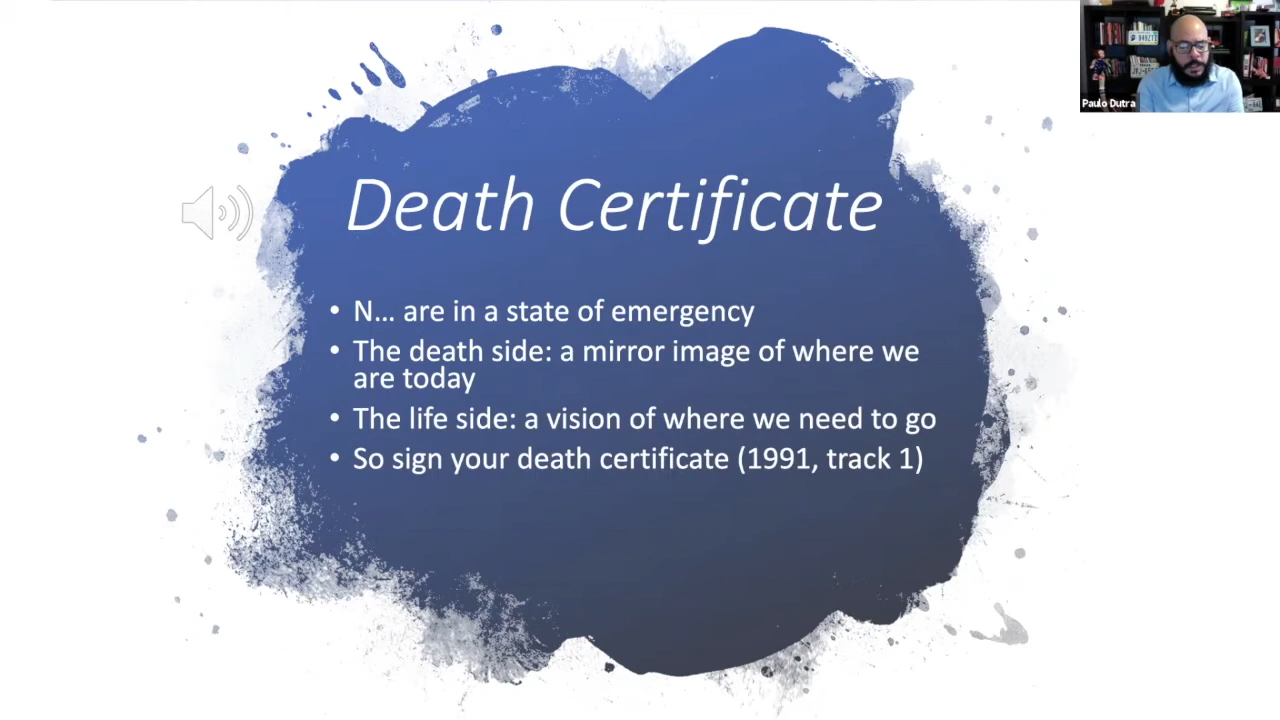 Death Certificate
• N... are in a state of emergency
• The death side: a mirror image of where we
are today
• The life side: a vision of where we need to go
• So sign your death certificate (1991, track 1)
Paulo Dutra